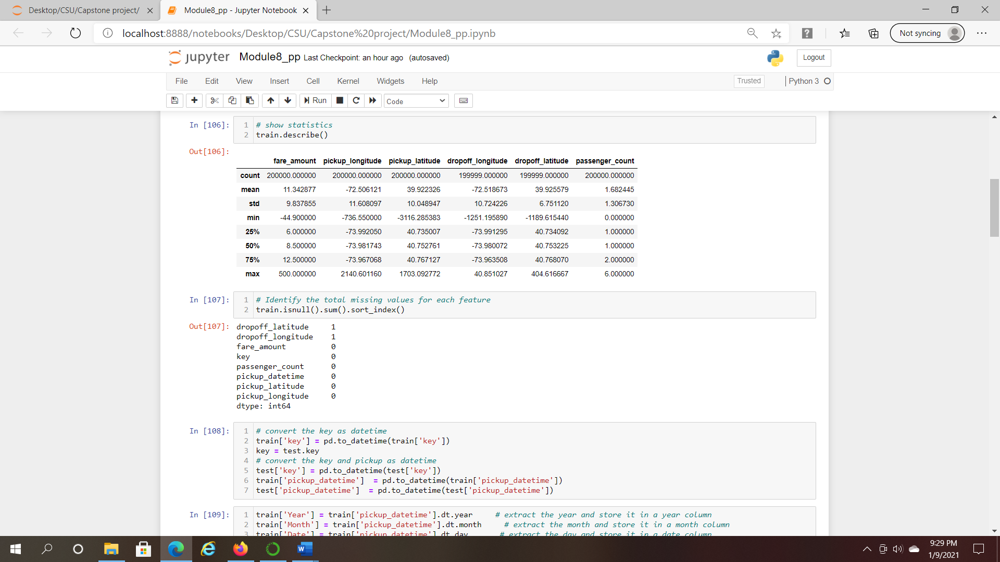 Desktop/CSU/Capstone project/
Module8_pp - Jupyter Notebook
localhost:8888/notebooks/Desktop/CSU/Capstone%20project/Module8_pp.ipynb
Not syncing
jupyter Module8_pp Last Checkpoint: an hour ago (autosaved)
Logout
File Edit View Insert Cell Kernel Widgets Help
Trusted
Python 3
Run
Code
In [106]:
1 # show statistics
2 train.describe()
Out[106]:
fare_amount pickup_longitude pickup_latitude dropoff_longitude dropoff_latitude passenger_count
count 200000.000000 200000.000000 200000.000000 199999.000000 199999.000000 200000.000000
mean 11.342877 -72.506121 39.922326 -72.518673 39.925579 1.682445
std 9.837855 11.608097 10.048947 10.724226 6.751120 1.306730
min -44.900000 -736.550000 -3116.285383 -1251.195890 -1189.615440 0.000000
25% 6.000000 -73.992050 40.735007 -73.991295 40.734092 1.000000
50% 8.500000 -73.981743 40.752761 -73.980072 40.753225 1.000000
75% 12.500000 -73.967068 40.767127 -73.963508 40.768070 2.000000
max 500.000000 2140.601160 1703.092772 40.851027 404.616667 6.000000
In [107]:
1 # Identify the total missing values for each feature
2 train.isnull().sum().sort_index()
Out[107]:
dropoff_latitude 1
dropoff_longitude 1
fare_amount 0
key 0
passenger_count 0
pickup_datetime 0
pickup_latitude 0
pickup_longitude 0
dtype: int64
In [108]:
1 # convert the key as datetime
2 train['key'] = pd.to_datetime(train['key'])
3 key = test.key
4 # convert the key and pickup as datetime
5 test['key'] = pd.to_datetime(test['key'])
6 train['pickup_datetime'] = pd.to_datetime(train['pickup_datetime'])
7 test['pickup_datetime'] = pd.to_datetime(test['pickup_datetime'])
In [109]:
1 train['Year'] = train['pickup_datetime'].dt.year # extract the year and store it in a year column
2 train['Month'] = train['pickup_datetime'].dt.month # extract the month and store it in a month column
3 train['Date'] = train['pickup_datetime'].dt.day # extract the day and store it in a date column
9:29 PM
1/9/2021